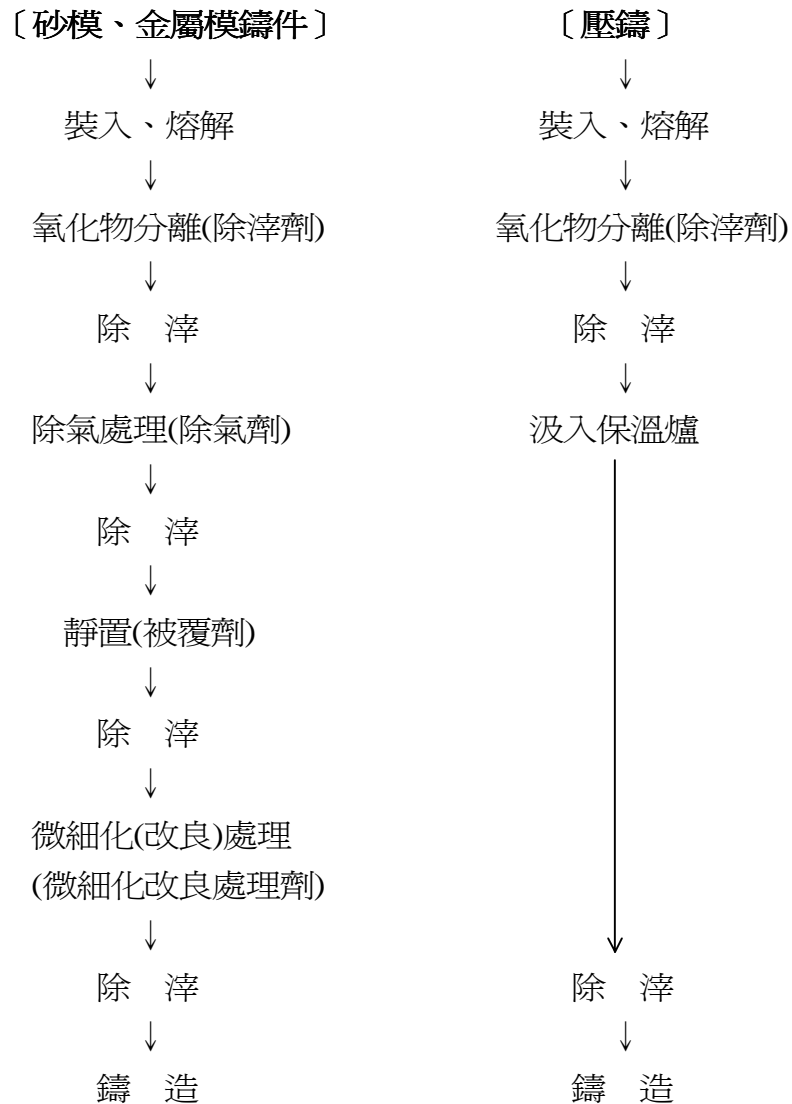 〔砂模、金屬模鑄件〕
↓
裝入、熔解
↓
氧化物分離(除滓劑)
↓
除　滓
↓
除氣處理(除氣劑)
↓
除　滓
↓
靜置(被覆劑)
↓
除　滓
↓
微細化(改良)處理
(微細化改良處理劑)
↓
除　滓
↓
鑄　造
〔壓鑄〕
↓
裝入、熔解
↓
氧化物分離(除滓劑)
↓
除　滓
↓
汲入保溫爐
↓
除　滓
↓
鑄　造